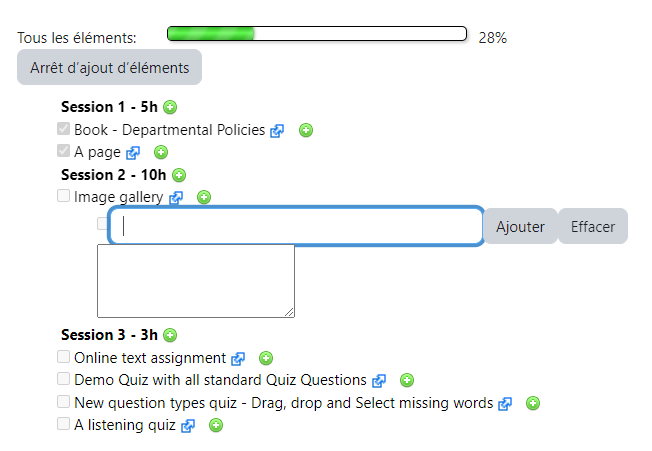 Tous les éléments: 28%
Arrêt d’ajout d’éléments
Session 1 - 5h
Book - Departmental Policies
A page
Session 2 - 10h
Image gallery
Ajouter Effacer
Session 3 - 3h
Online text assignment
Demo Quiz with all standard Quiz Questions
New question types quiz - Drag, drop and Select missing words
A listening quiz